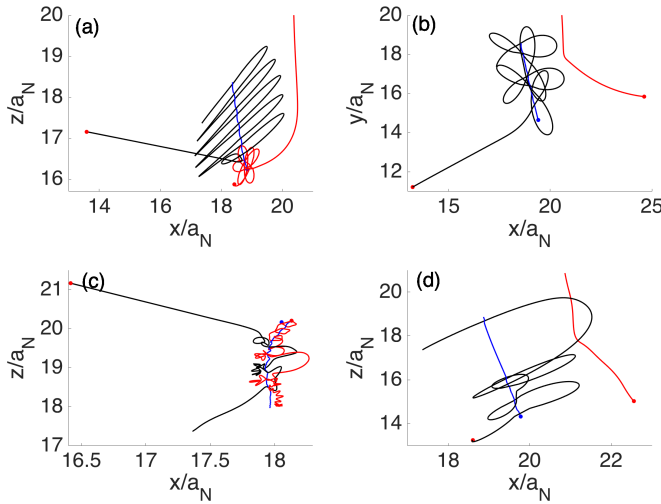 20
19
18
17
16
z/a_N
(a)
14 16 18 20
x/a_N
20
18
16
14
12
y/a_N
(b)
15 20 25
x/a_N
21
20
19
18
17
z/a_N
(c)
16.5 17 17.5 18
x/a_N
20
18
16
14
z/a_N
(d)
18 20 22
x/a_N